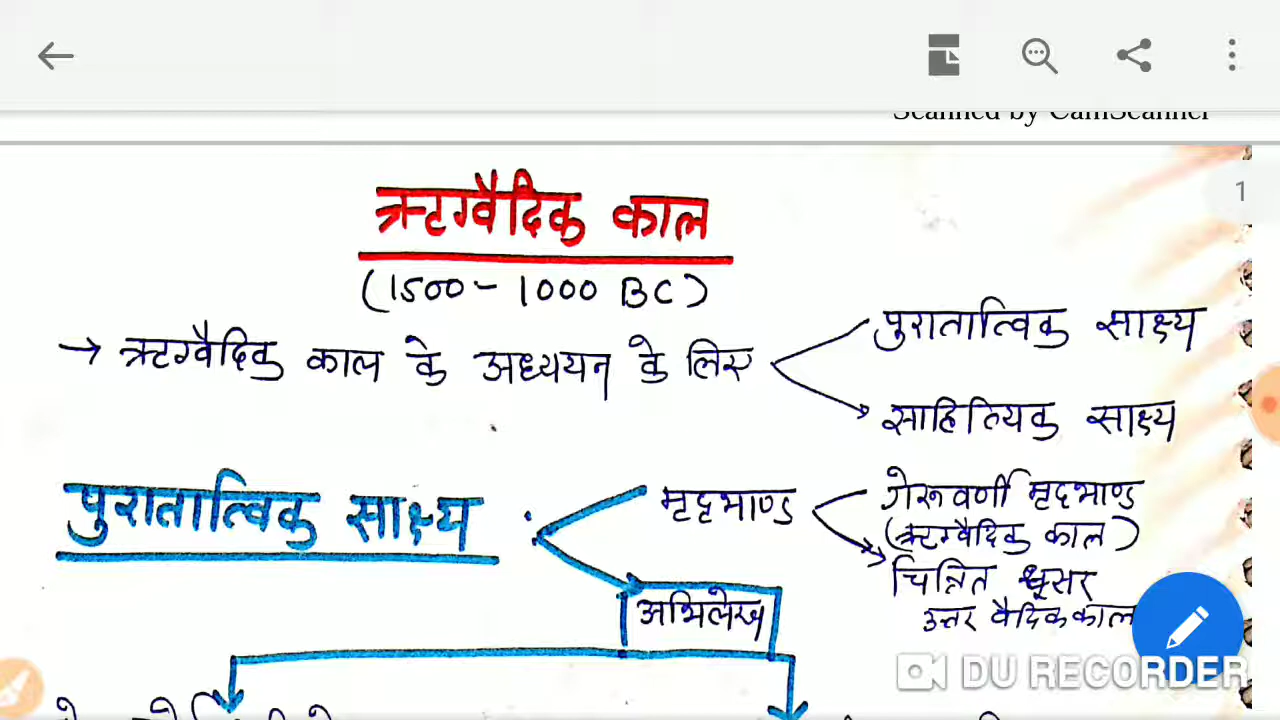 Scanned by CamScanner
1
ऋग्वैदिक काल
(1500 - 1000 BC)
→ ऋग्वैदिक काल के अध्ययन के लिए
पुरातात्विक साक्ष्य
साहित्यिक साक्ष्य
पुरातात्विक साक्ष्य
मृद्भाण्ड
गेरूवर्णी मृद्भाण्ड
(ऋग्वैदिक काल)
चित्रित धूसर
उत्तर वैदिक काल
अभिलेख
DU RECORDER